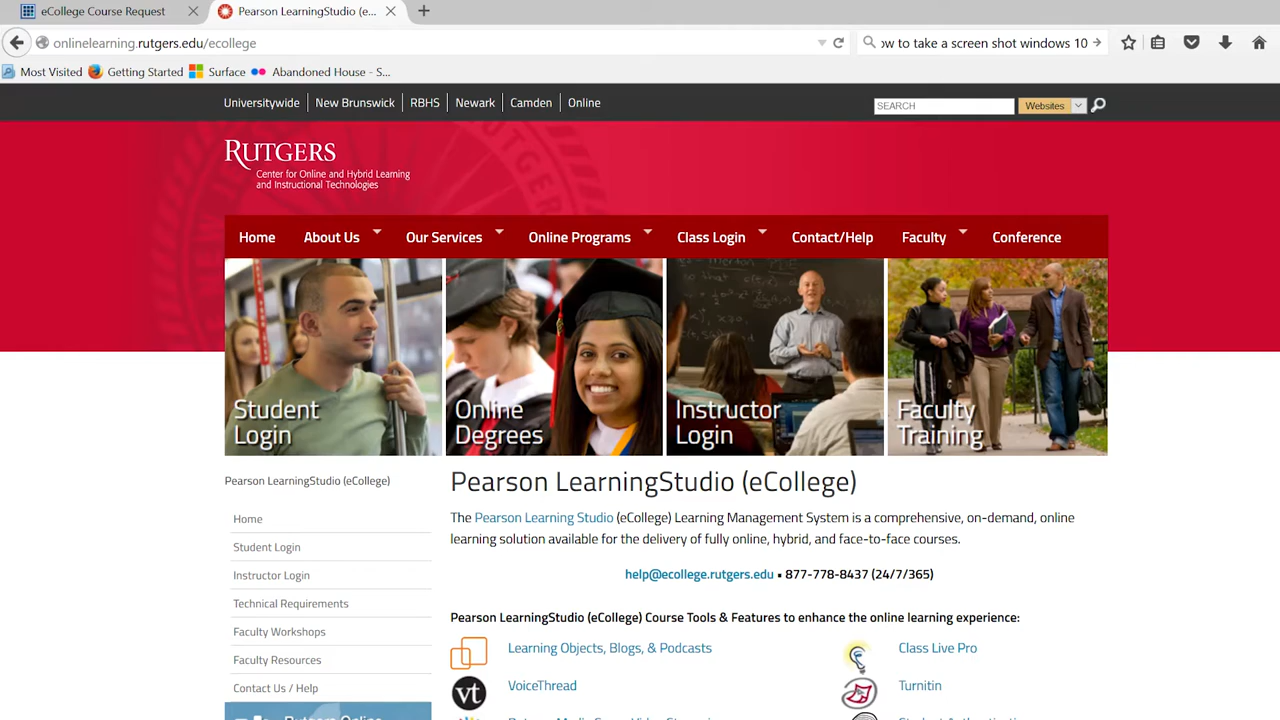 eCollege Course Request
Pearson LearningStudio (e...
onlinelearning.rutgers.edu/ecollege
ow to take a screen shot windows 10
Most Visited Getting Started Surface Abandoned House - S...
Universitywide New Brunswick RBHS Newark Camden Online
SEARCH Websites
RUTGERS
Center for Online and Hybrid Learning
and Instructional Technologies
Home About Us Our Services Online Programs Class Login Contact/Help Faculty Conference
Student
Login
Online
Degrees
Instructor
Login
Faculty
Training
Pearson LearningStudio (eCollege)
Home
Student Login
Instructor Login
Technical Requirements
Faculty Workshops
Faculty Resources
Contact Us / Help
Pearson LearningStudio (eCollege)
The Pearson Learning Studio (eCollege) Learning Management System is a comprehensive, on-demand, online
learning solution available for the delivery of fully online, hybrid, and face-to-face courses.
help@ecollege.rutgers.edu ▪ 877-778-8437 (24/7/365)
Pearson LearningStudio (eCollege) Course Tools & Features to enhance the online learning experience:
Learning Objects, Blogs, & Podcasts
Class Live Pro
vt VoiceThread
Turnitin